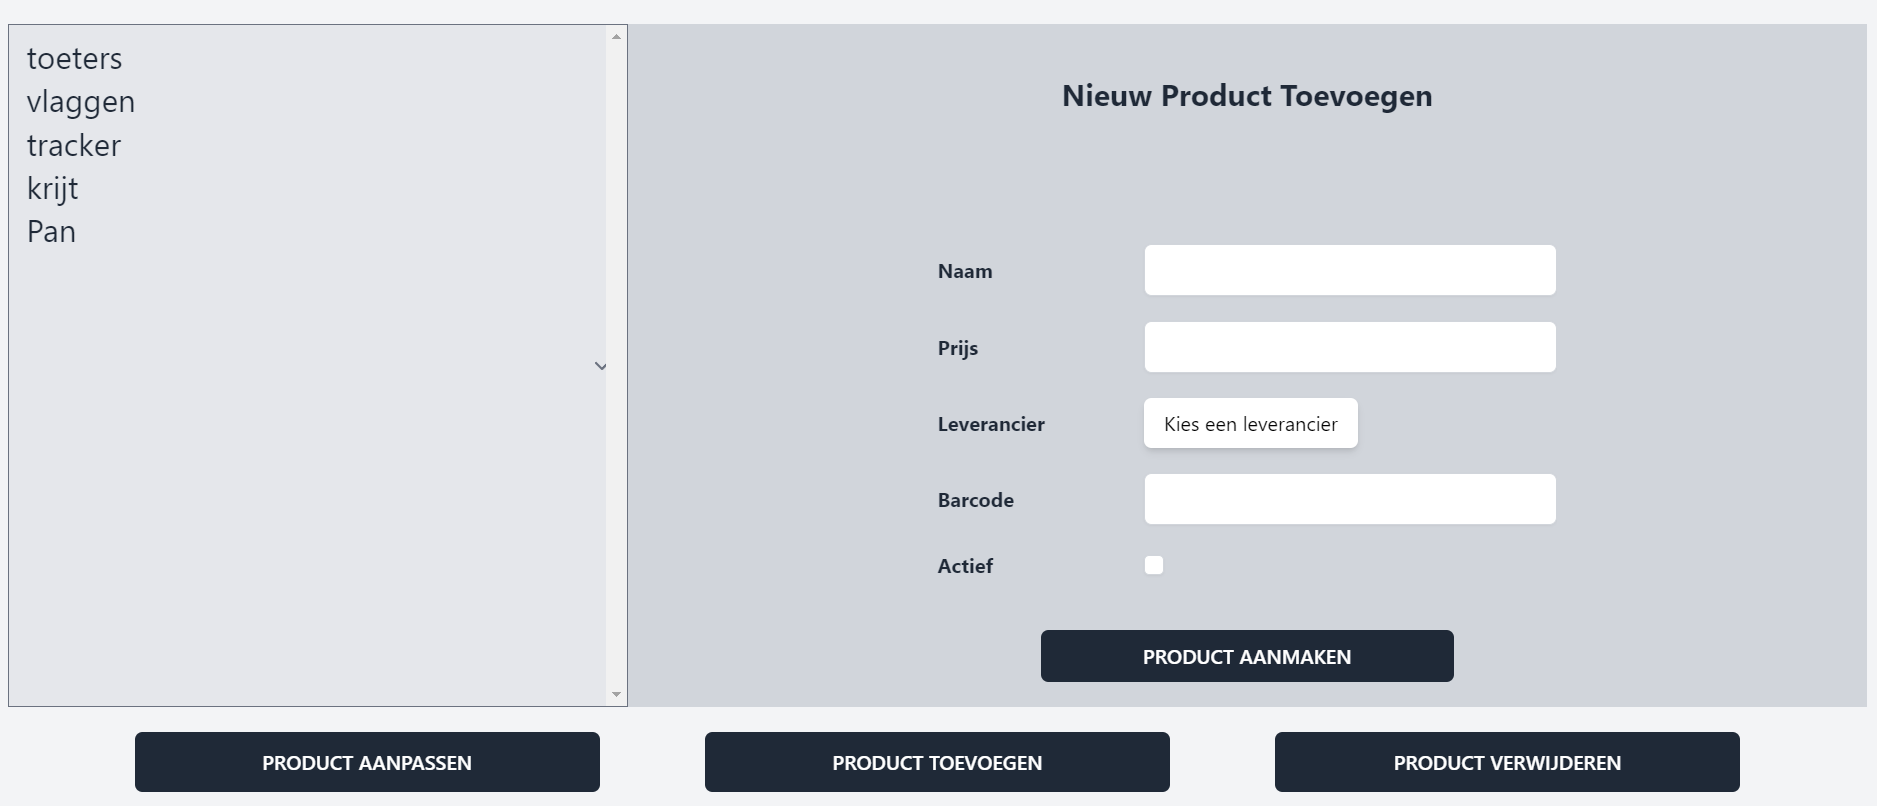 toeters
vlaggen
tracker
krijt
Pan
Nieuw Product Toevoegen
Naam
Prijs
Leverancier
Kies een leverancier
Barcode
Actief
PRODUCT AANMAKEN
PRODUCT AANPASSEN
PRODUCT TOEVOEGEN
PRODUCT VERWIJDEREN